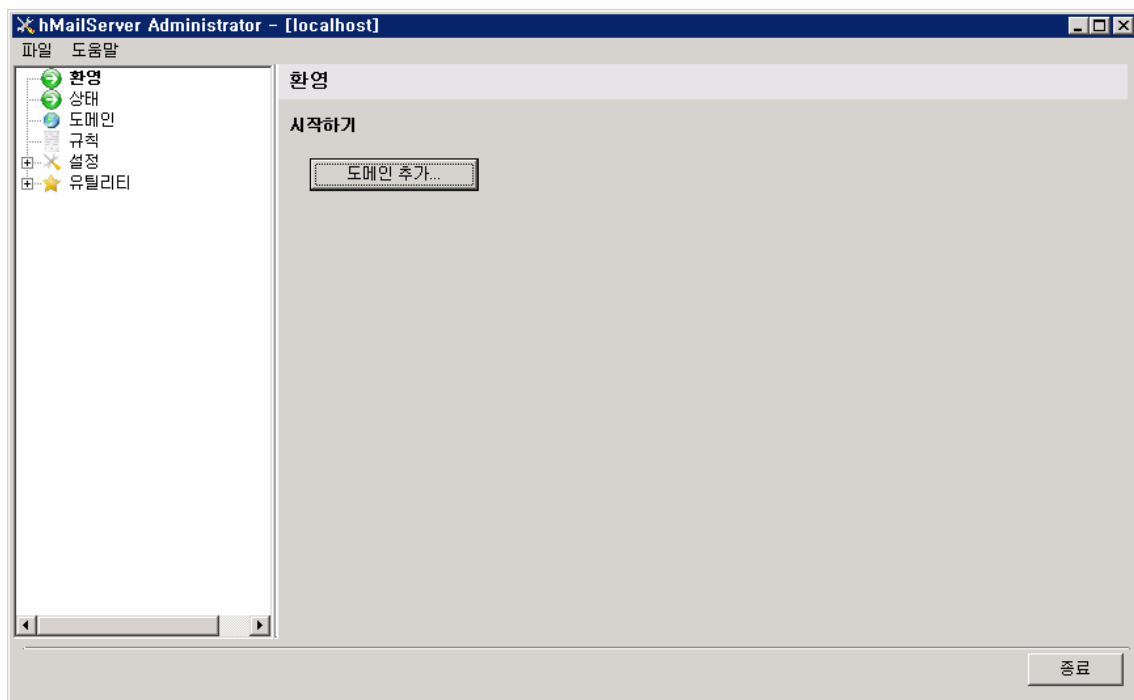 hMailServer Administrator - [localhost]
파일 도움말
환영
상태
도메인
규칙
설정
유틸리티
환영
시작하기
도메인 추가...
종료